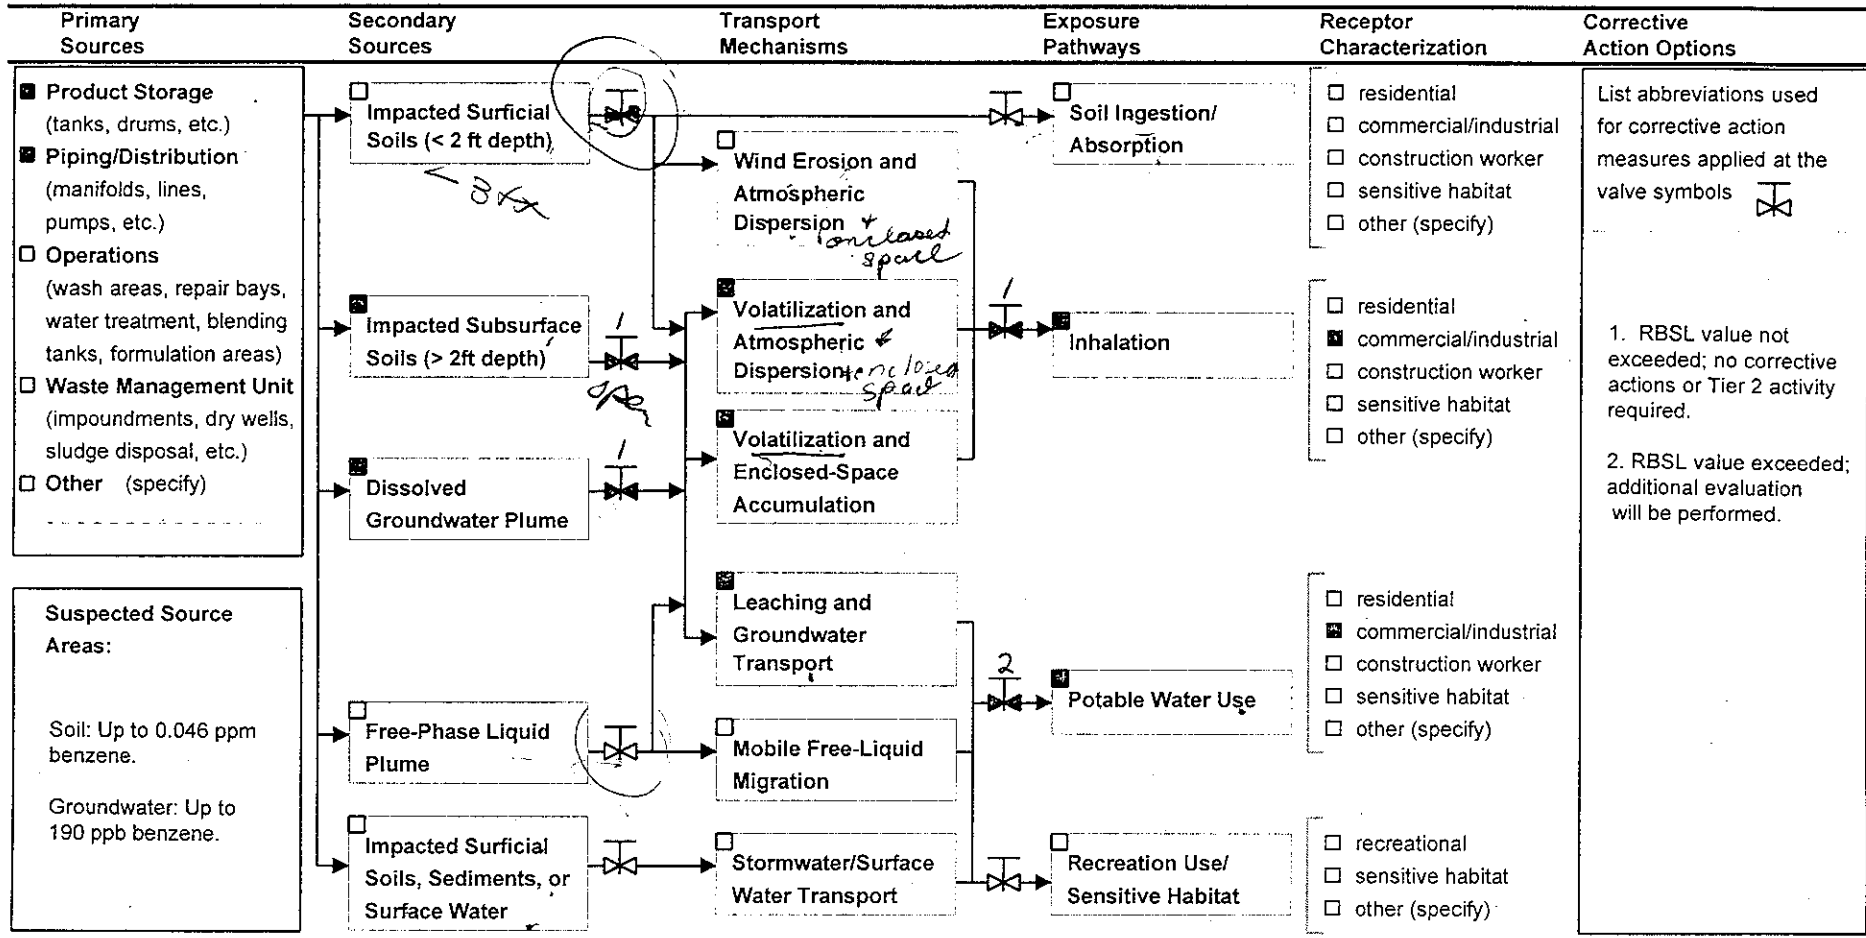 Primary Sources
Secondary Sources
Transport Mechanisms
Exposure Pathways
Receptor Characterization
Corrective Action Options
Product Storage
(tanks, drums, etc.)
Piping/Distribution
(manifolds, lines,
pumps, etc.)
Operations
(wash areas, repair bays,
water treatment, blending
tanks, formulation areas)
Waste Management Unit
(impoundments, dry wells,
sludge disposal, etc.)
Other (specify)
Suspected Source
Areas:
Soil: Up to 0.046 ppm
benzene.
Groundwater: Up to
190 ppb benzene.
Impacted Surficial
Soils (< 2 ft depth)
< 3
Impacted Subsurface
Soils (> 2ft depth)
1
Dissolved
Groundwater Plume
1
Free-Phase Liquid
Plume
Impacted Surficial
Soils, Sediments, or
Surface Water
Wind Erosion and
Atmospheric
Dispersion +
enclosed
space
Volatilization and
Atmospheric &
Dispersion + enclosed
space
Volatilization and
Enclosed-Space
Accumulation
Leaching and
Groundwater
Transport
Mobile Free-Liquid
Migration
Stormwater/Surface
Water Transport
Soil Ingestion/
Absorption
1
Inhalation
2
Potable Water Use
Recreation Use/
Sensitive Habitat
residential
commercial/industrial
construction worker
sensitive habitat
other (specify)
residential
commercial/industrial
construction worker
sensitive habitat
other (specify)
residential
commercial/industrial
construction worker
sensitive habitat
other (specify)
recreational
sensitive habitat
other (specify)
List abbreviations used
for corrective action
measures applied at the
valve symbols
1. RBSL value not
exceeded; no corrective
actions or Tier 2 activity
required.
2. RBSL value exceeded;
additional evaluation
will be performed.